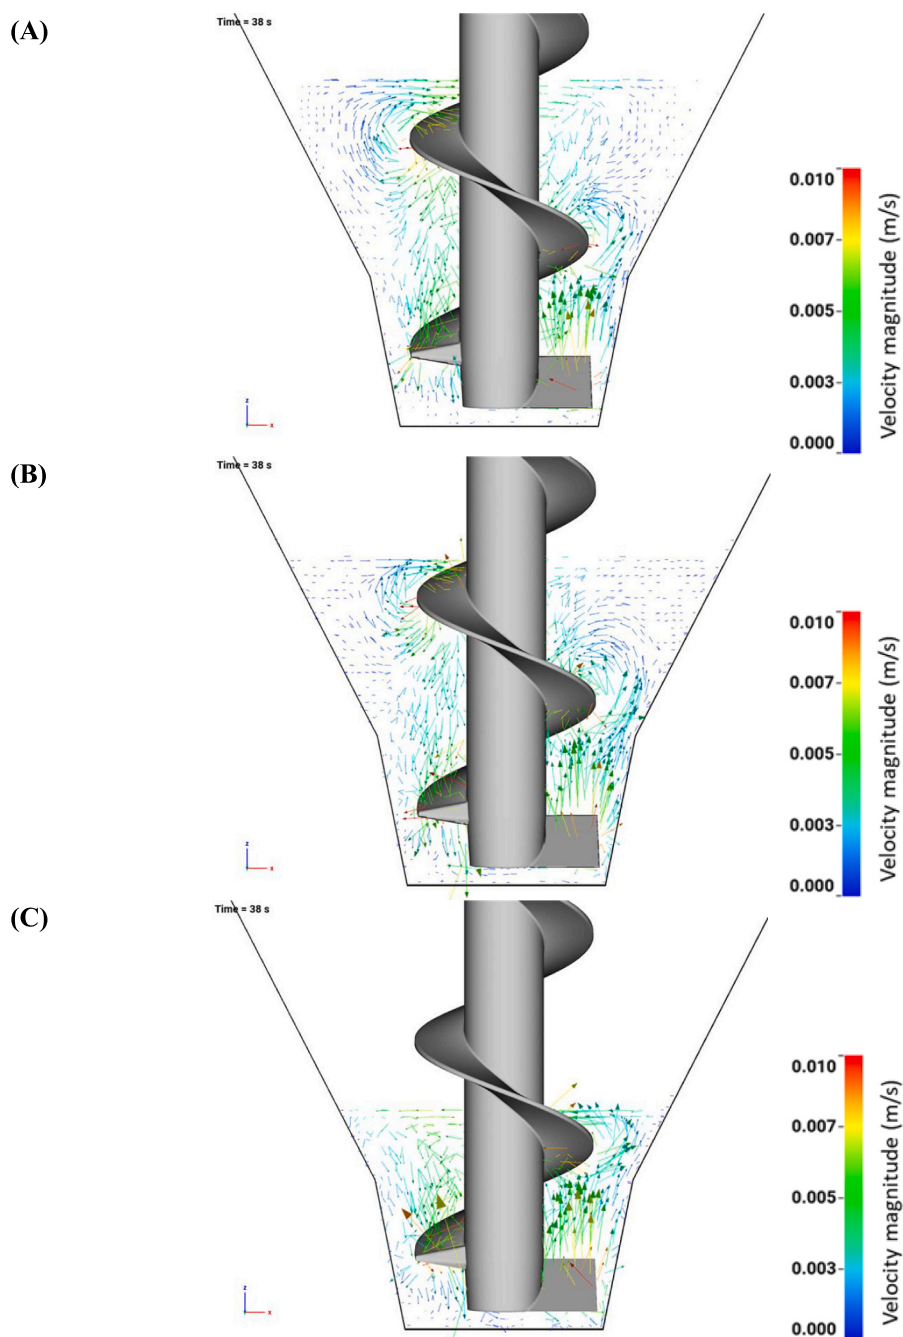 (A)
Time = 38 s
0.010
0.007
0.005
0.003
0.000
Velocity magnitude (m/s)
z
x
(B)
Time = 38 s
0.010
0.007
0.005
0.003
0.000
Velocity magnitude (m/s)
z
x
(C)
Time = 38 s
0.010
0.007
0.005
0.003
0.000
Velocity magnitude (m/s)
z
x